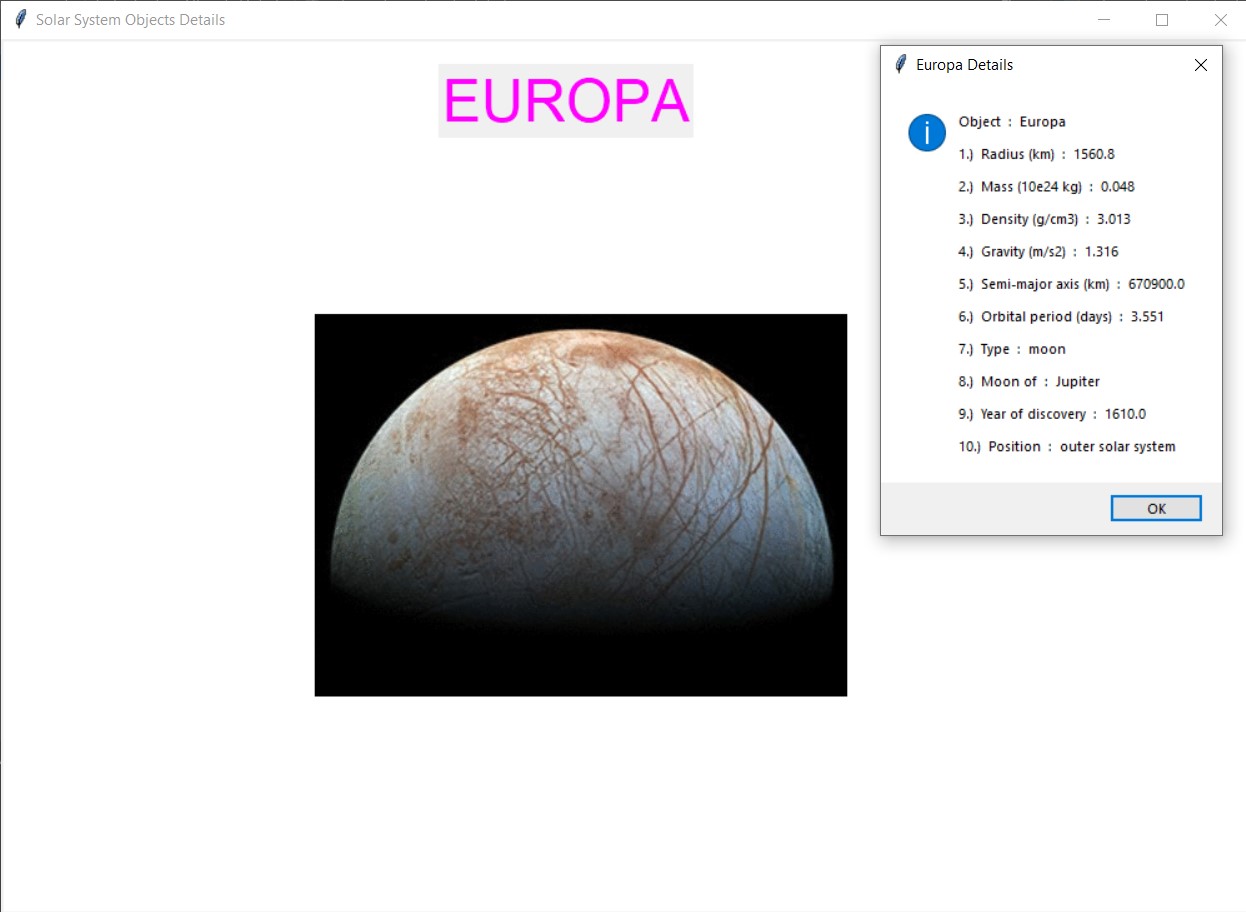 Solar System Objects Details
EUROPA
Europa Details
Object : Europa
1.) Radius (km) : 1560.8
2.) Mass (10e24 kg) : 0.048
3.) Density (g/cm3) : 3.013
4.) Gravity (m/s2) : 1.316
5.) Semi-major axis (km) : 670900.0
6.) Orbital period (days) : 3.551
7.) Type : moon
8.) Moon of : Jupiter
9.) Year of discovery : 1610.0
10.) Position : outer solar system
OK